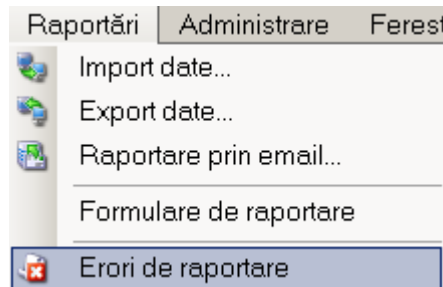 Raportări Administrare
Import date...
Export date...
Raportare prin email...
Formulare de raportare
Erori de raportare